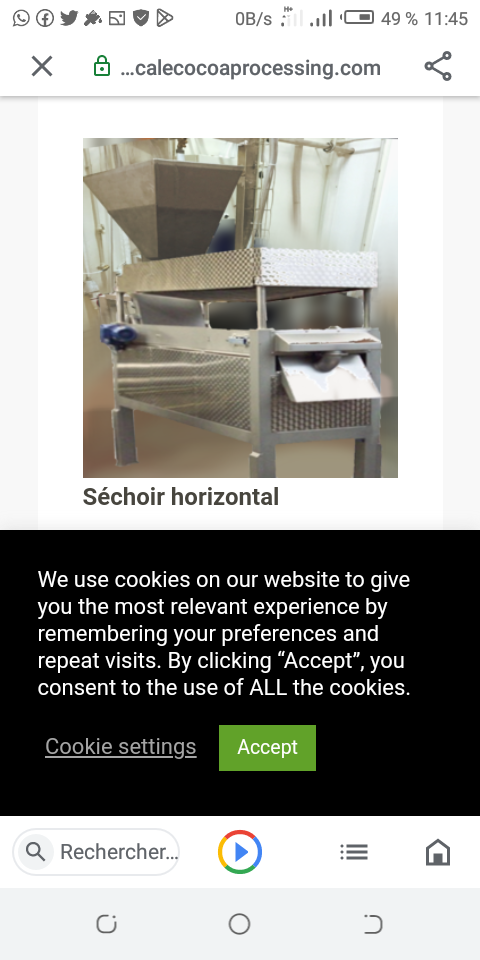 0B/s H+ 49 % 11:45
...calecocoaprocessing.com
Séchoir horizontal
We use cookies on our website to give
you the most relevant experience by
remembering your preferences and
repeat visits. By clicking “Accept”, you
consent to the use of ALL the cookies.
Cookie settings Accept
Rechercher...